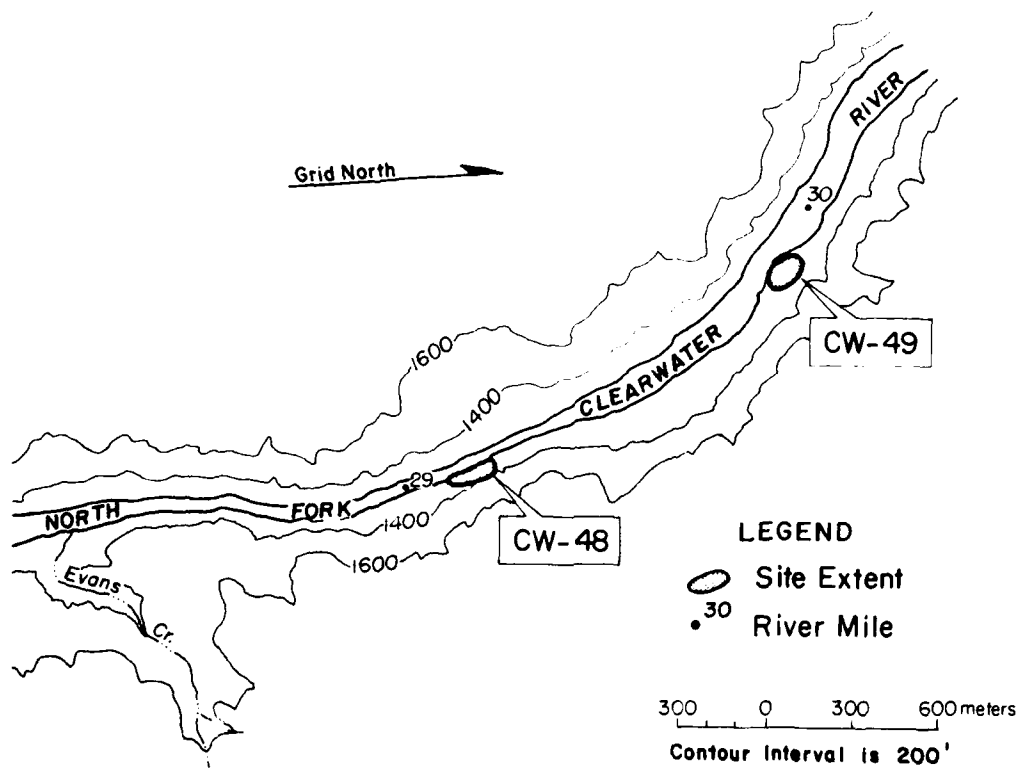 RIVER
Grid North
30
CW-49
1600
CLEARWATER
1400
29
NORTH FORK
1400
CW-48
1600
Evans Cr.
LEGEND
Site Extent
30 River Mile
300 0 300 600 meters
Contour Interval is 200'